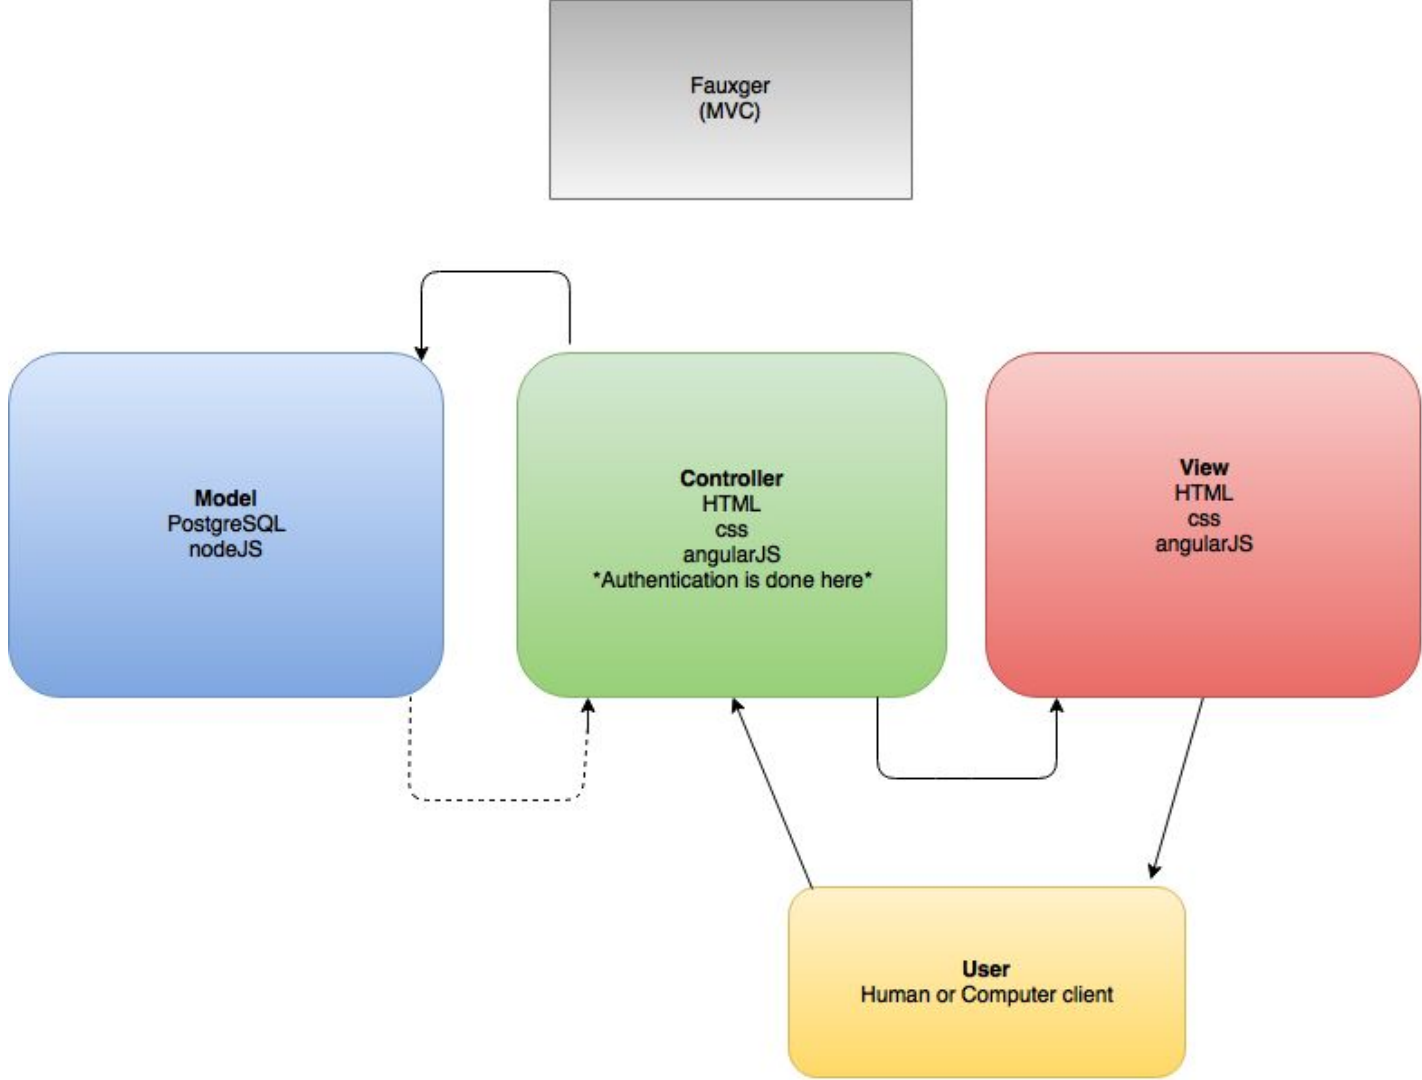 Fauxger
(MVC)
Model
PostgreSQL
nodeJS
Controller
HTML
css
angularJS
*Authentication is done here*
View
HTML
css
angularJS
User
Human or Computer client